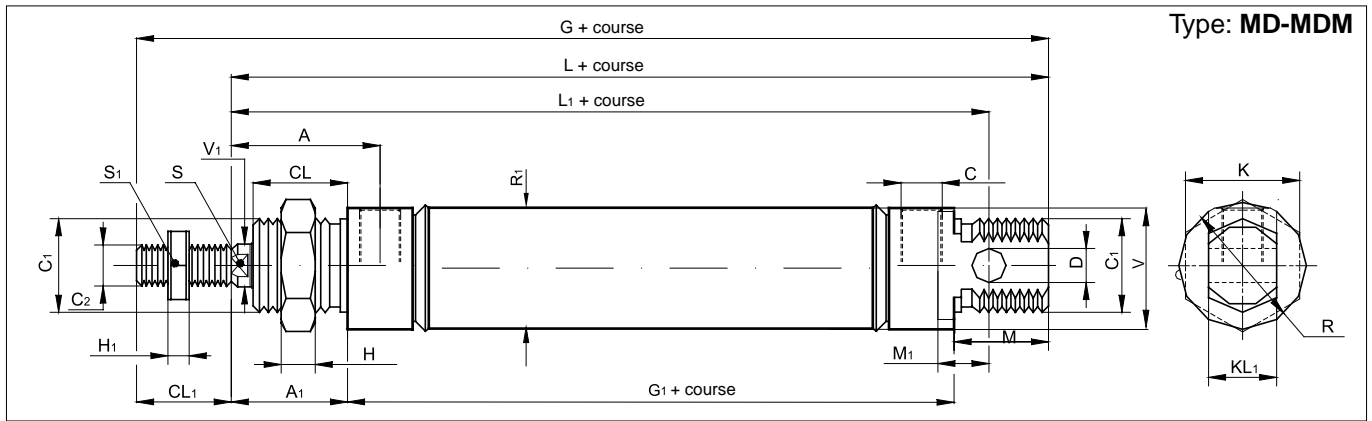 Type: MD-MDM
G + course
L + course
L1 + course
A
V1
S1
S
CL
R1
C
K
C1
C2
D
C1
V
H1
H
M1
M
R
CL1
A1
G1 + course
KL1